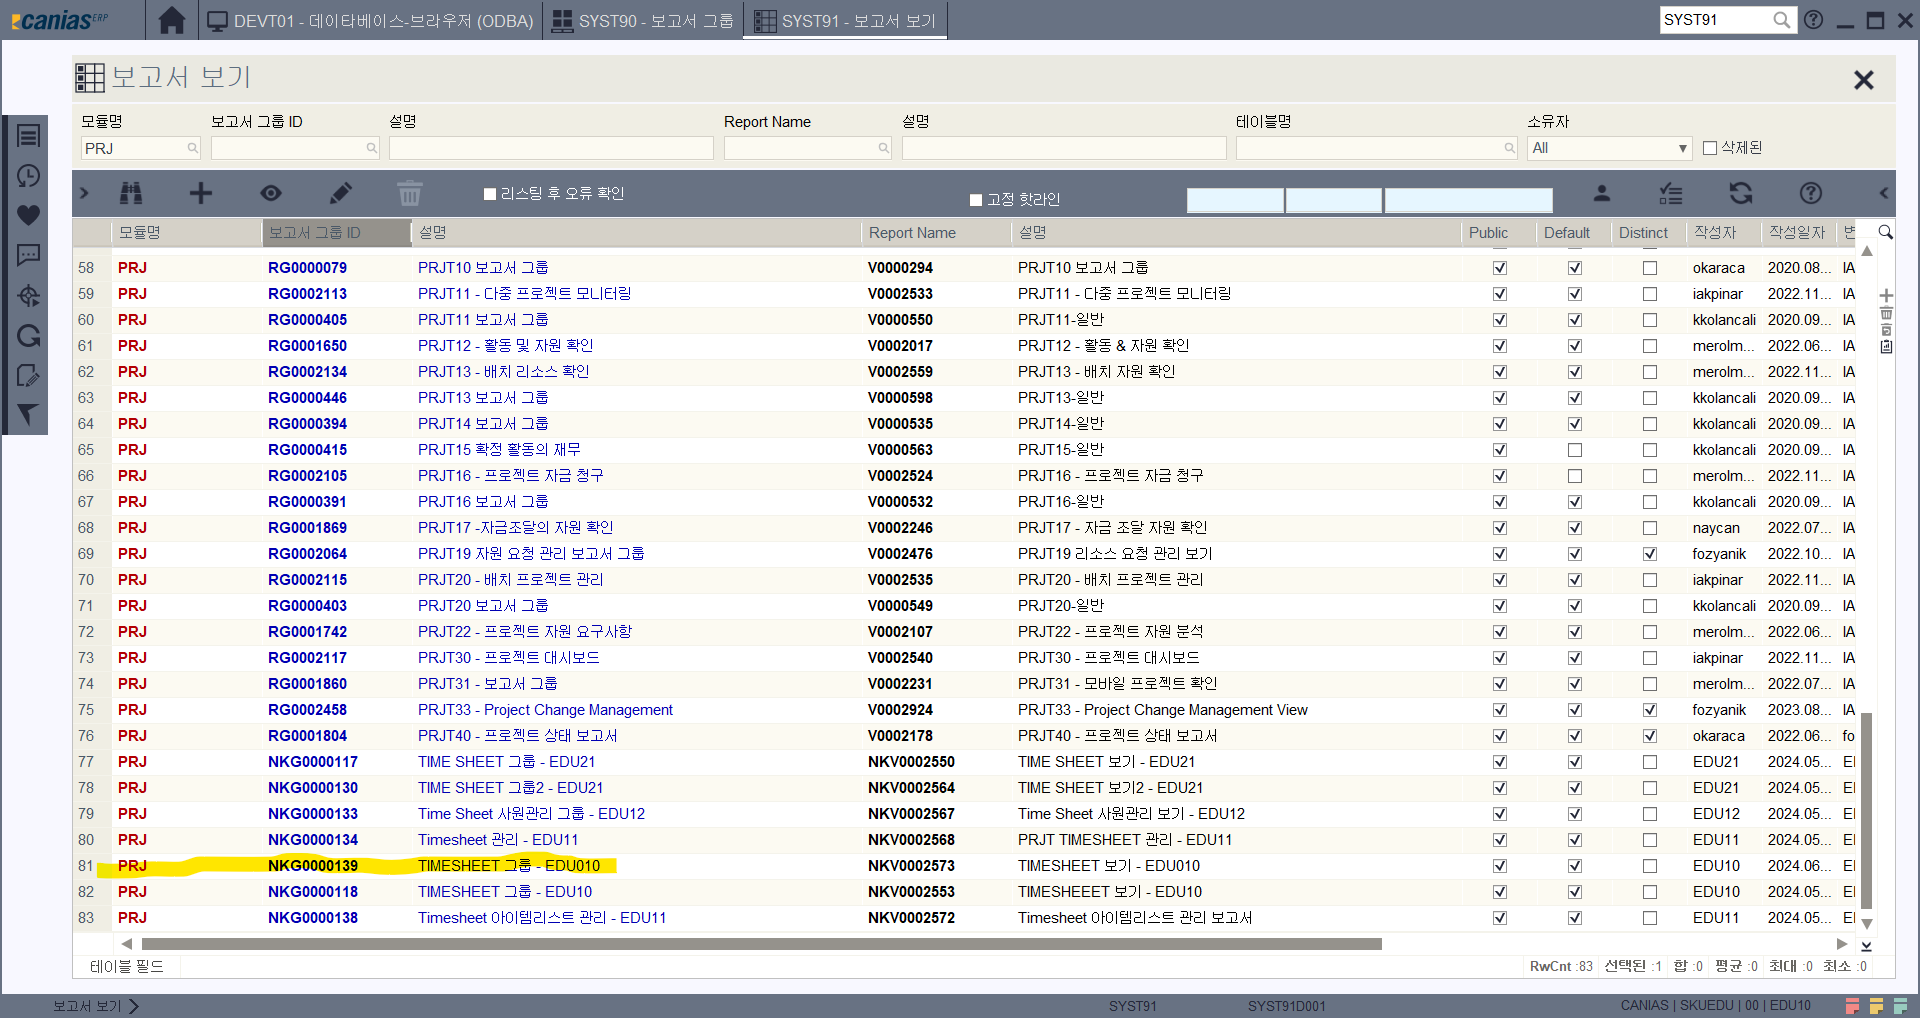 canias ERP DEVT01 - 데이타베이스-브라우저 (ODBA) SYST90 - 보고서 그룹 SYST91 - 보고서 보기 SYST91
보고서 보기
모듈명 보고서 그룹 ID 설명 Report Name 설명 테이블명 소유자
PRJ All 삭제된
리스팅 후 오류 확인 고정 핫라인
모듈명 보고서 그룹 ID 설명 Report Name 설명 Public Default Distinct 작성자 작성일자 변
58 PRJ RG0000079 PRJT10 보고서 그룹 V0000294 PRJT10 보고서 그룹 okaraca 2020.08... IA
59 PRJ RG0002113 PRJT11 - 다중 프로젝트 모니터링 V0002533 PRJT11 - 다중 프로젝트 모니터링 iakpinar 2022.11... IA
60 PRJ RG0000405 PRJT11 보고서 그룹 V0000550 PRJT11-일반 kkolancali 2020.09... IA
61 PRJ RG0001650 PRJT12 - 활동 및 자원 확인 V0002017 PRJT12 - 활동 & 자원 확인 merolm... 2022.06... IA
62 PRJ RG0002134 PRJT13 - 배치 리소스 확인 V0002559 PRJT13 - 배치 자원 확인 merolm... 2022.11... IA
63 PRJ RG0000446 PRJT13 보고서 그룹 V0000598 PRJT13-일반 kkolancali 2020.09... IA
64 PRJ RG0000394 PRJT14 보고서 그룹 V0000535 PRJT14-일반 kkolancali 2020.09... IA
65 PRJ RG0000415 PRJT15 확정 활동의 재무 V0000563 PRJT15-일반 kkolancali 2020.09... IA
66 PRJ RG0002105 PRJT16 - 프로젝트 자금 청구 V0002524 PRJT16 - 프로젝트 자금 청구 merolm... 2022.11... IA
67 PRJ RG0000391 PRJT16 보고서 그룹 V0000532 PRJT16-일반 kkolancali 2020.09... IA
68 PRJ RG0001869 PRJT17 -자금조달의 자원 확인 V0002246 PRJT17 - 자금 조달 자원 확인 naycan 2022.07... IA
69 PRJ RG0002064 PRJT19 자원 요청 관리 보고서 그룹 V0002476 PRJT19 리소스 요청 관리 보기 fozyanik 2022.10... IA
70 PRJ RG0002115 PRJT20 - 배치 프로젝트 관리 V0002535 PRJT20 - 배치 프로젝트 관리 iakpinar 2022.11... IA
71 PRJ RG0000403 PRJT20 보고서 그룹 V0000549 PRJT20-일반 kkolancali 2020.09... IA
72 PRJ RG0001742 PRJT22 - 프로젝트 자원 요구사항 V0002107 PRJT22 - 프로젝트 자원 분석 merolm... 2022.06... IA
73 PRJ RG0002117 PRJT30 - 프로젝트 대시보드 V0002540 PRJT30 - 프로젝트 대시보드 iakpinar 2022.11... IA
74 PRJ RG0001860 PRJT31 - 보고서 그룹 V0002231 PRJT31 - 모바일 프로젝트 확인 merolm... 2022.07... IA
75 PRJ RG0002458 PRJT33 - Project Change Management V0002924 PRJT33 - Project Change Management View fozyanik 2023.08... IA
76 PRJ RG0001804 PRJT40 - 프로젝트 상태 보고서 V0002178 PRJT40 - 프로젝트 상태 보고서 okaraca 2022.06... fo
77 PRJ NKG0000117 TIME SHEET 그룹 - EDU21 NKV0002550 TIME SHEET 보기 - EDU21 EDU21 2024.05... EI
78 PRJ NKG0000130 TIME SHEET 그룹2 - EDU21 NKV0002564 TIME SHEET 보기2 - EDU21 EDU21 2024.05... EI
79 PRJ NKG0000133 Time Sheet 사원관리 그룹 - EDU12 NKV0002567 Time Sheet 사원관리 보기 - EDU12 EDU12 2024.05... EI
80 PRJ NKG0000134 Timesheet 관리 - EDU11 NKV0002568 PRJT TIMESHEET 관리 - EDU11 EDU11 2024.05... EI
81 PRJ NKG0000139 TIMESHEET 그룹 - EDU010 NKV0002573 TIMESHEET 보기 - EDU010 EDU10 2024.06... EI
82 PRJ NKG0000118 TIMESHEET 그룹 - EDU10 NKV0002553 TIMESHEEET 보기 - EDU10 EDU10 2024.05... EI
83 PRJ NKG0000138 Timesheet 아이템리스트 관리 - EDU11 NKV0002572 Timesheet 아이템리스트 관리 보고서 EDU11 2024.05... EI
테이블 필드 RwCnt :83 선택된 :1 합 :0 평균 :0 최대 :0 최소 :0
보고서 보기 SYST91 SYST91D001 CANIAS | SKUEDU | 00 | EDU10